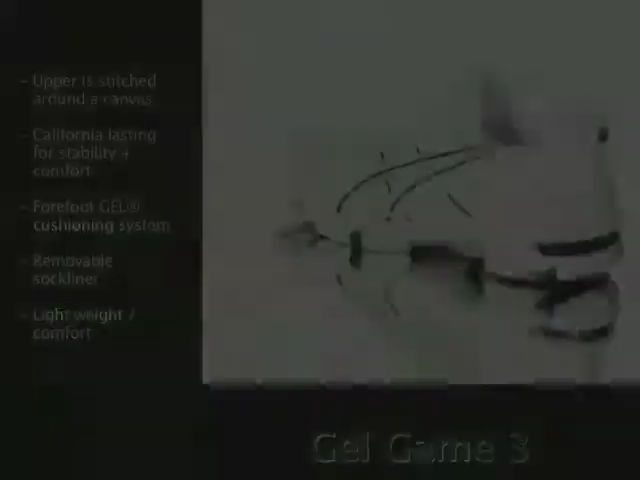 - Upper is stitched
around a canvas
- California lasting
for stability +
comfort
- Forefoot GEL®
cushioning system
- Removable
sockliner
- Light weight /
comfort
Gel Game 3